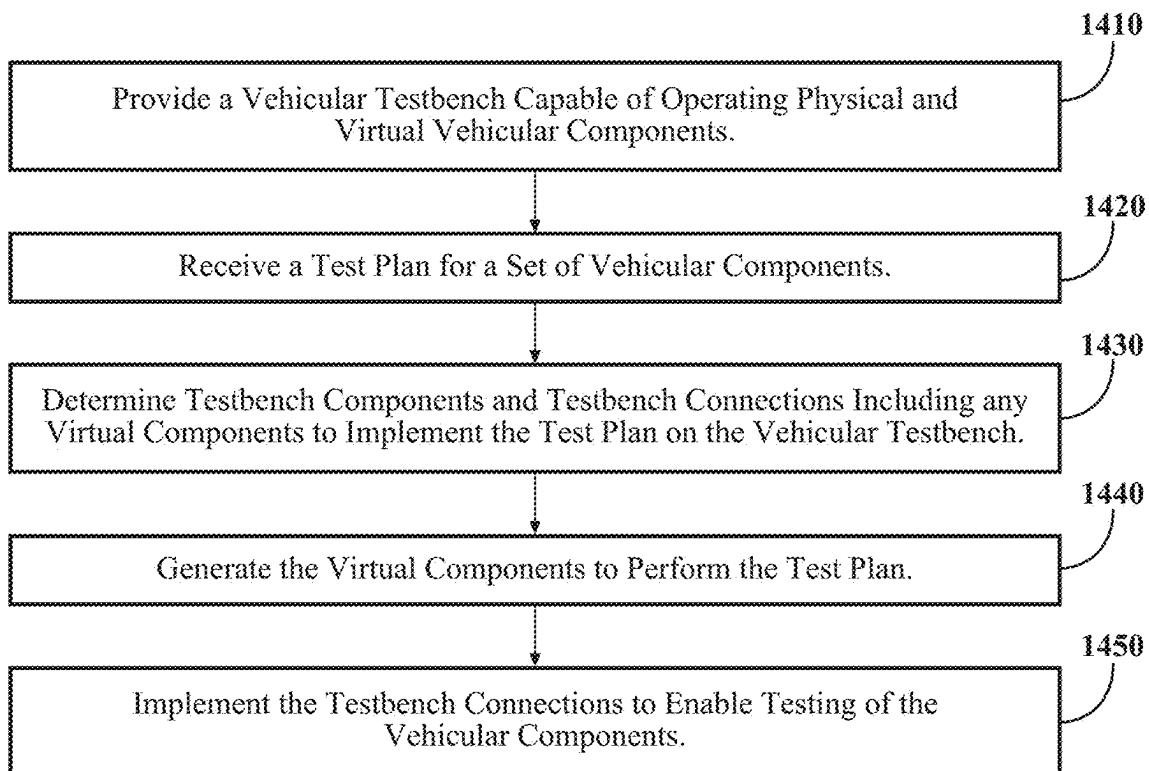 1410
Provide a Vehicular Testbench Capable of Operating Physical and
Virtual Vehicular Components.
1420
Receive a Test Plan for a Set of Vehicular Components.
1430
Determine Testbench Components and Testbench Connections Including any
Virtual Components to Implement the Test Plan on the Vehicular Testbench.
1440
Generate the Virtual Components to Perform the Test Plan.
1450
Implement the Testbench Connections to Enable Testing of the
Vehicular Components.